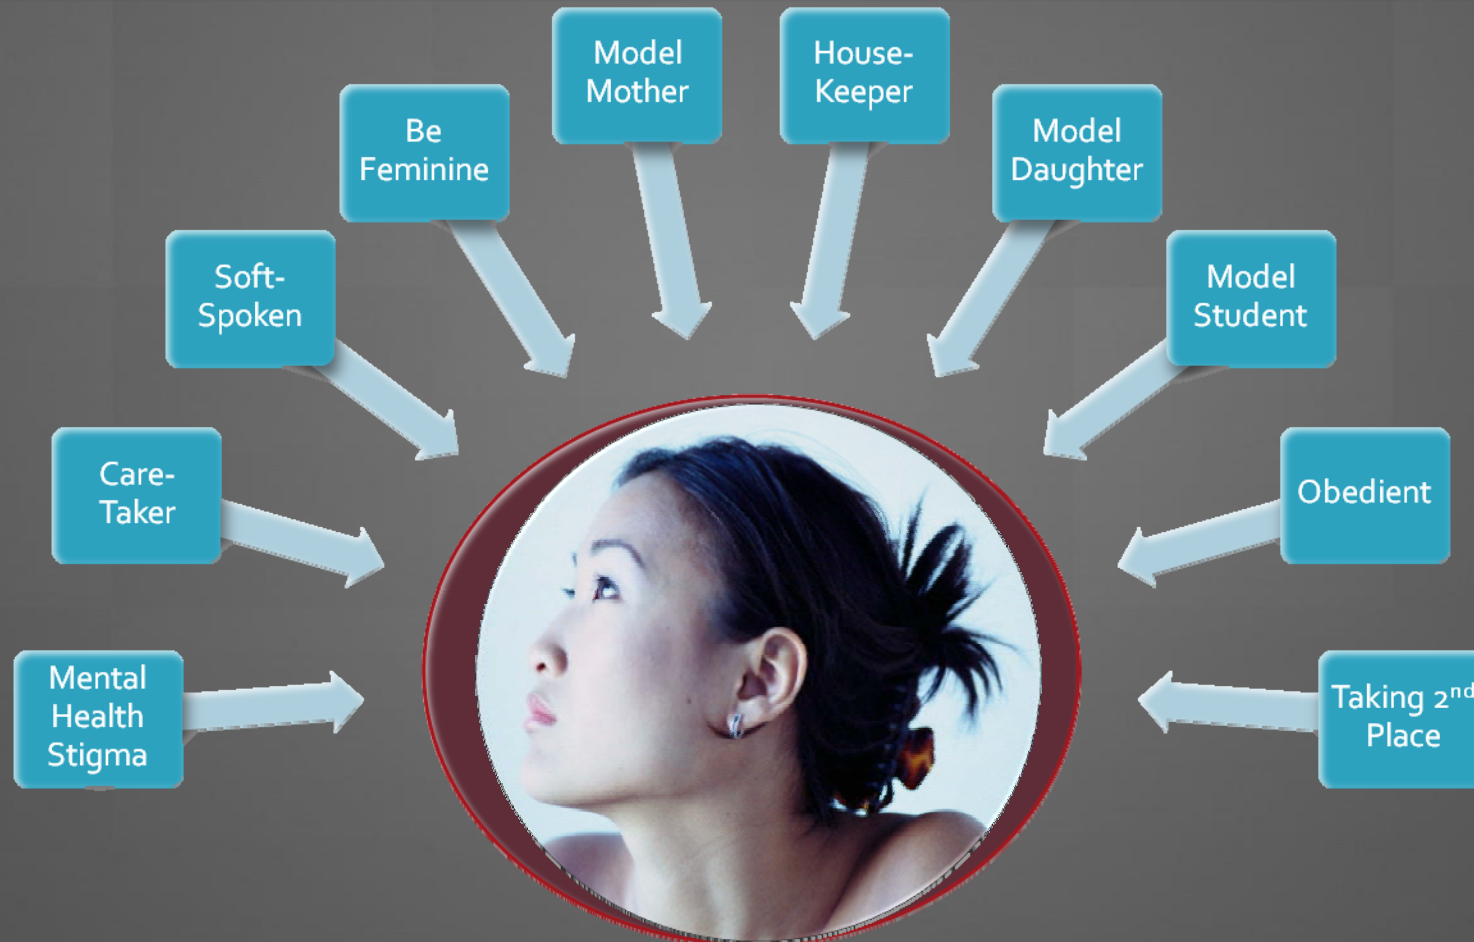 Model
Mother
House-
Keeper
Be
Feminine
Model
Daughter
Soft-
Spoken
Model
Student
Care-
Taker
Obedient
Mental
Health
Stigma
Taking 2nd
Place